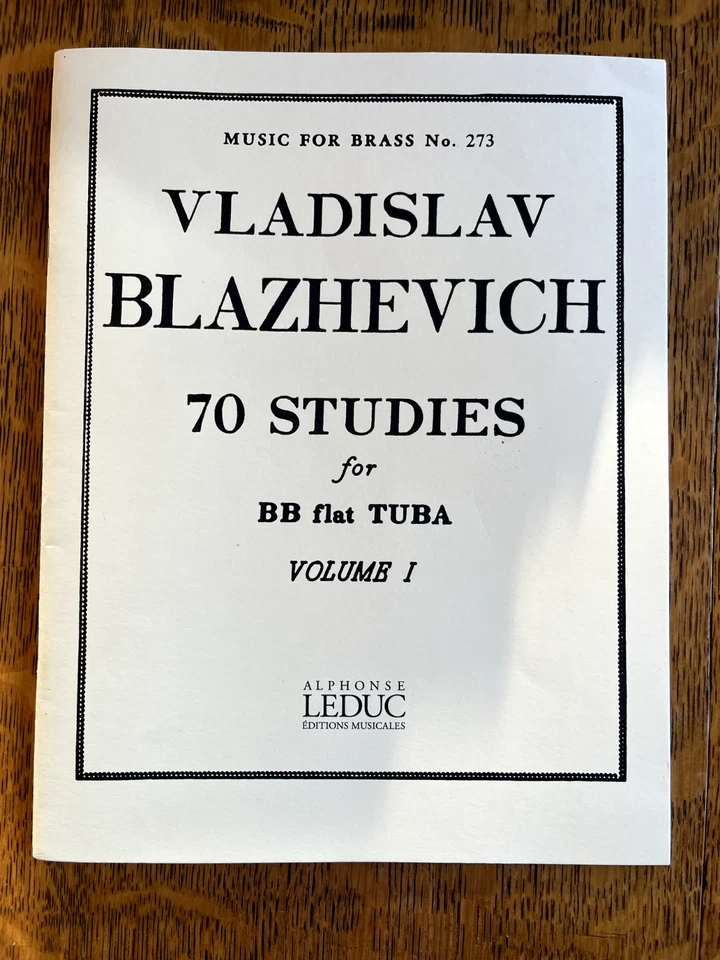 MUSIC FOR BRASS No. 273
VLADISLAV
BLAZHEVICH
70 STUDIES
for
BB flat TUBA
VOLUME I
ALPHONSE
LEDUC
ÉDITIONS MUSICALES